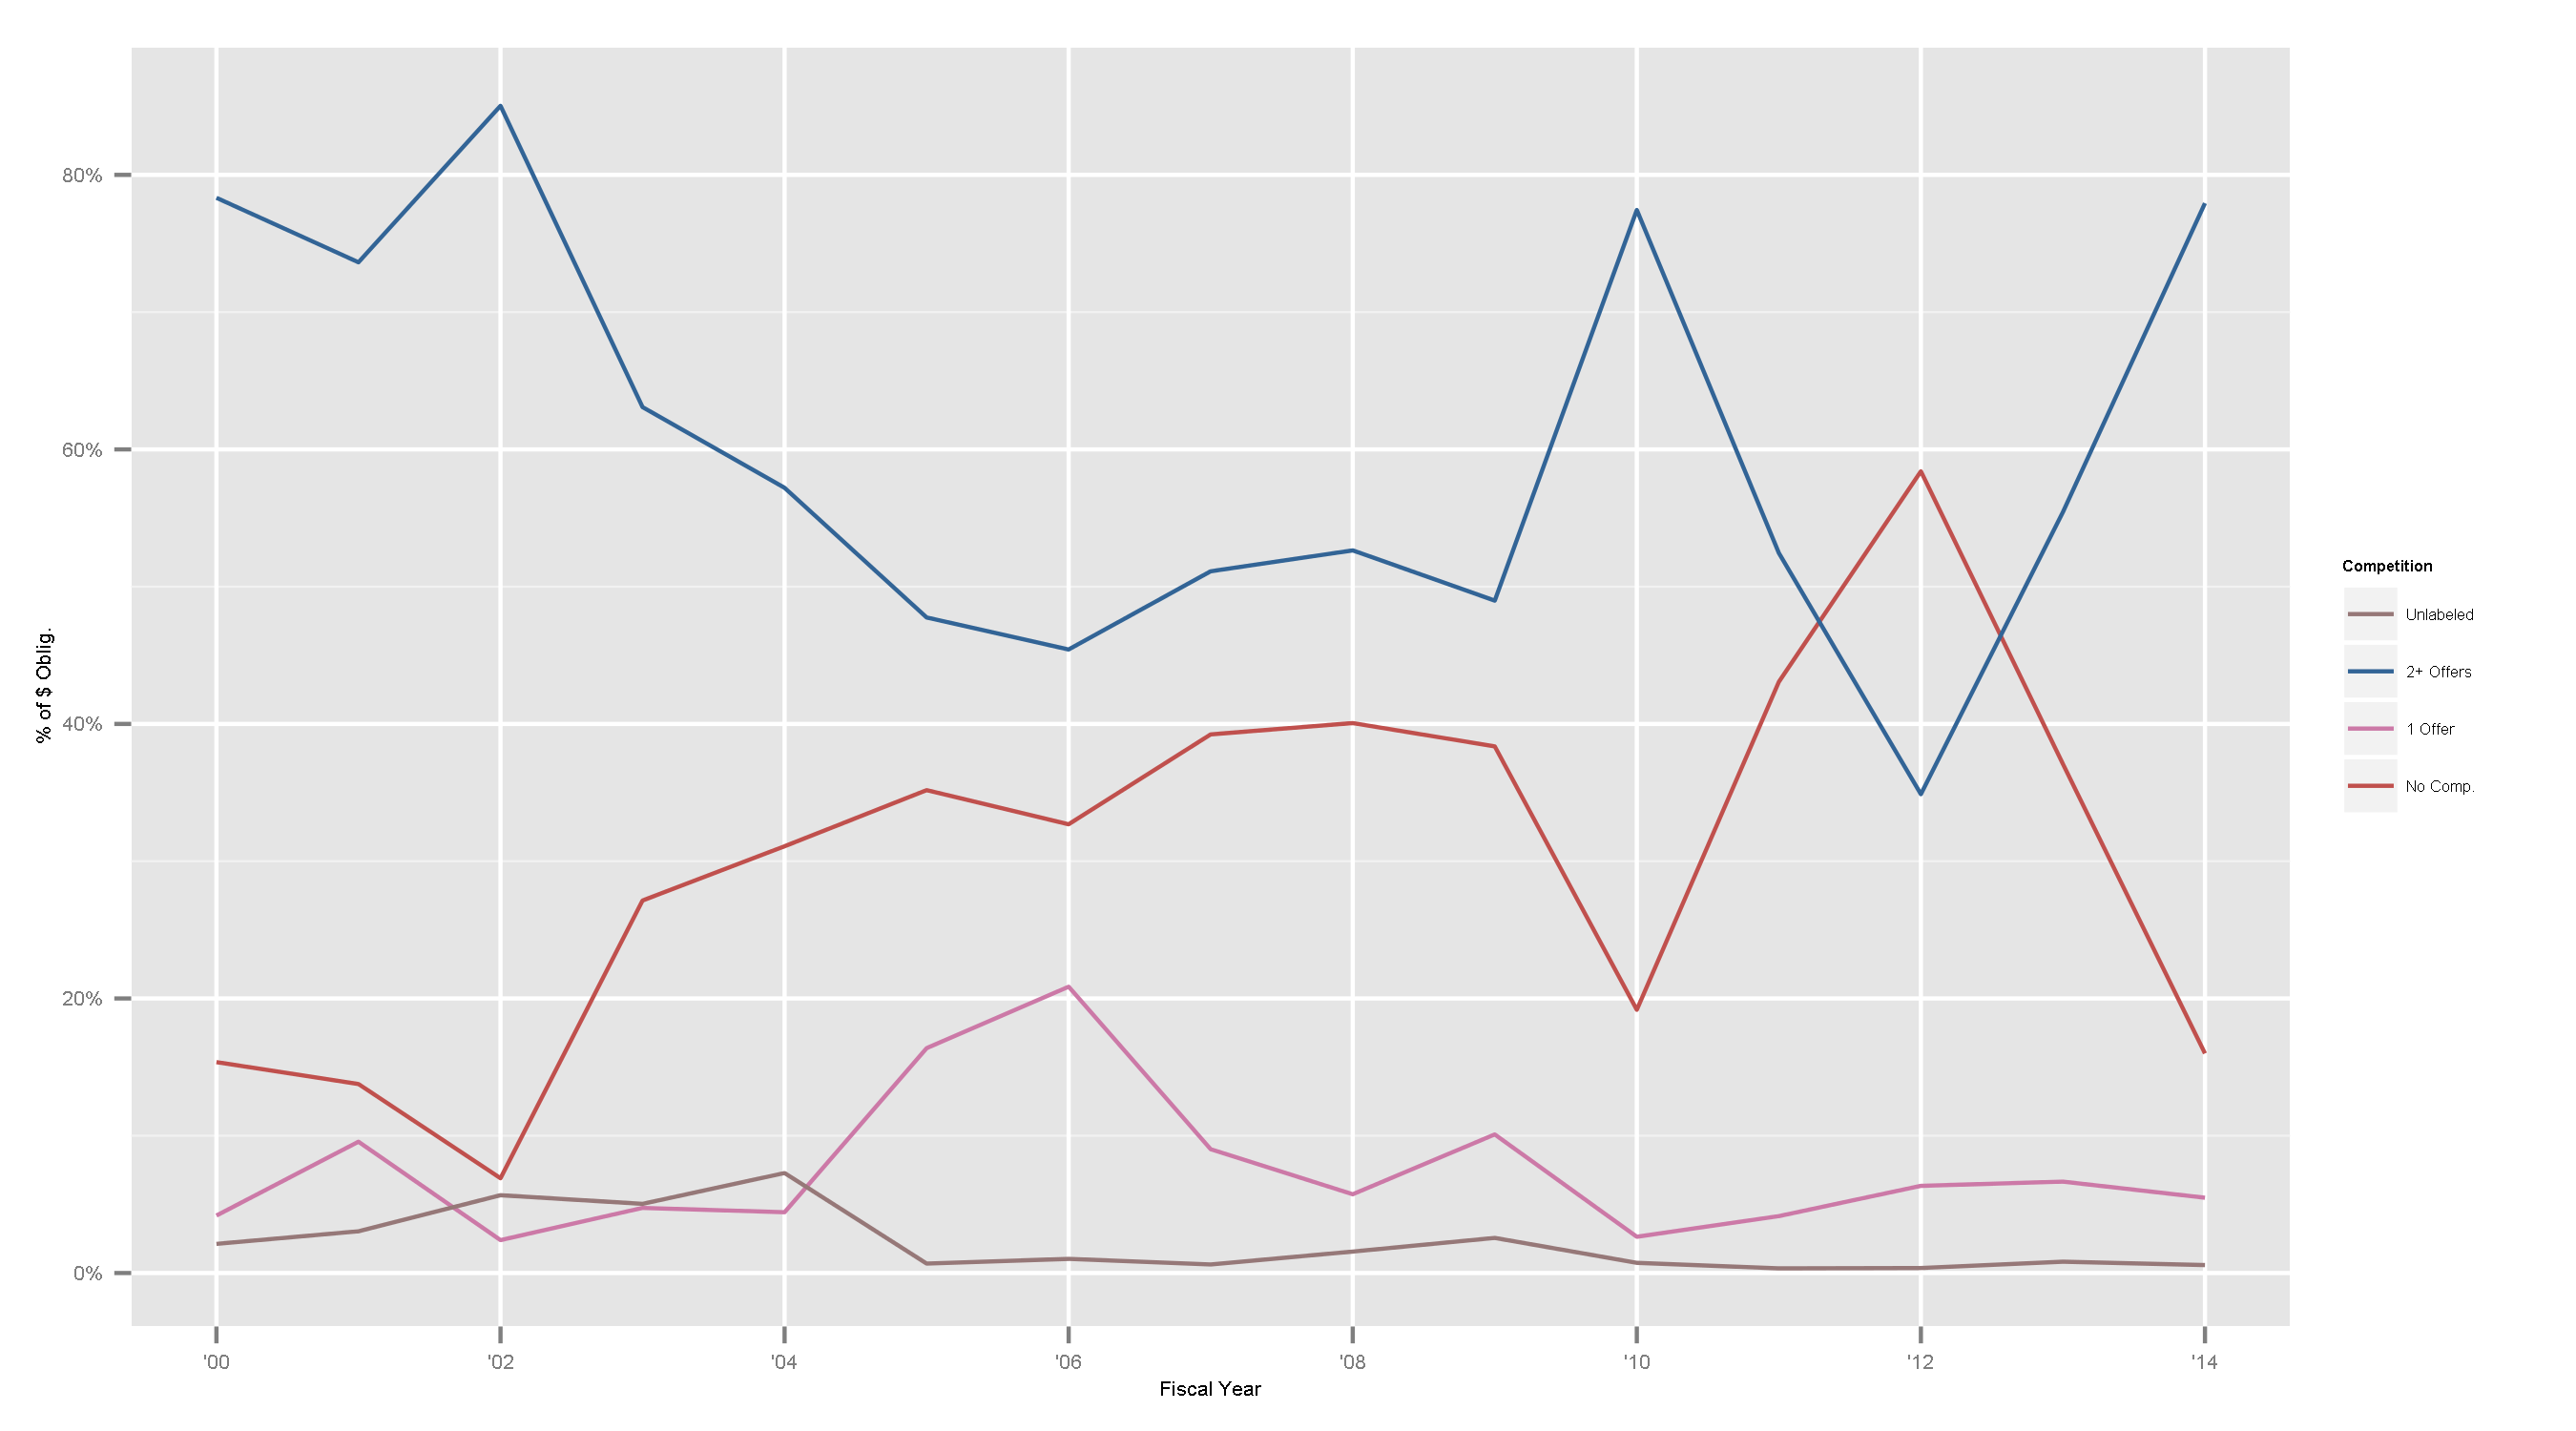 80%
60%
40%
20%
0%
% of $ Oblig.
'00 '02 '04 '06 '08 '10 '12 '14
Fiscal Year
Competition
Unlabeled
2+ Offers
1 Offer
No Comp.